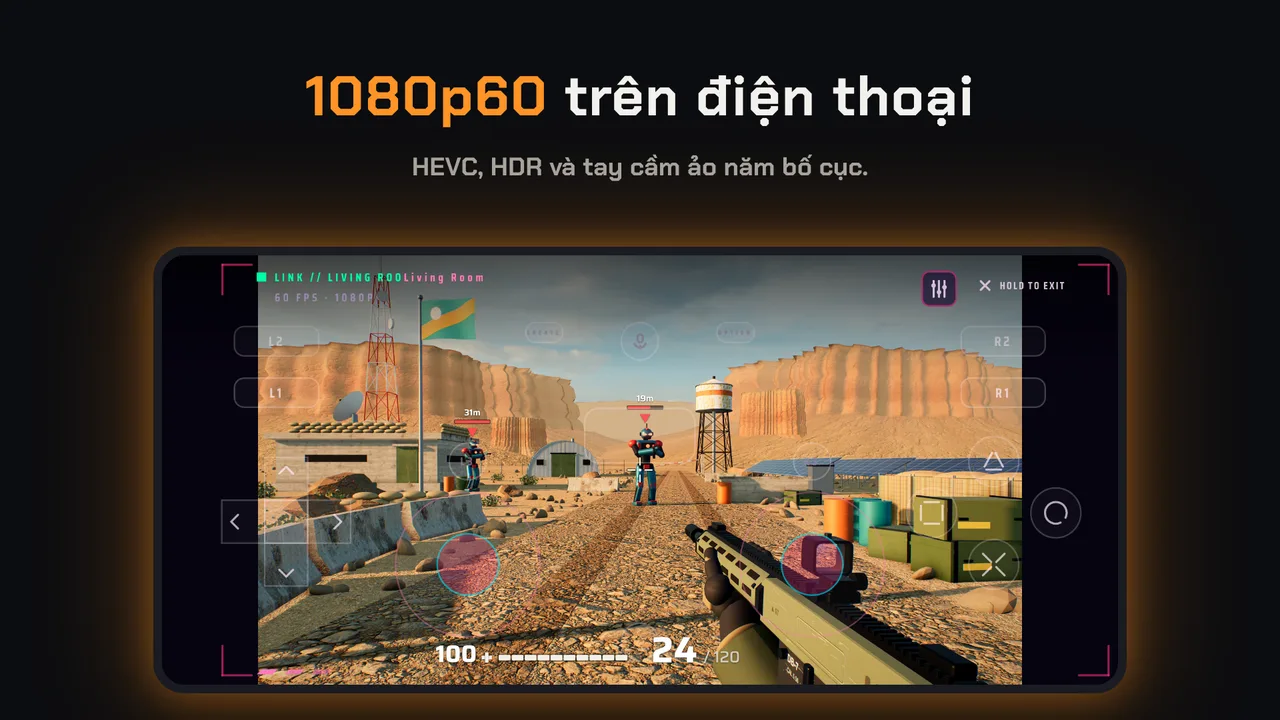 1080p60 trên điện thoại
HEVC, HDR và tay cầm ảo năm bố cục.
LINK // LIVING ROOLiving Room
60 FPS · 1080P
HOLD TO EXIT
L2
R2
L1
R1
31m
19m
100 +
24 / 120